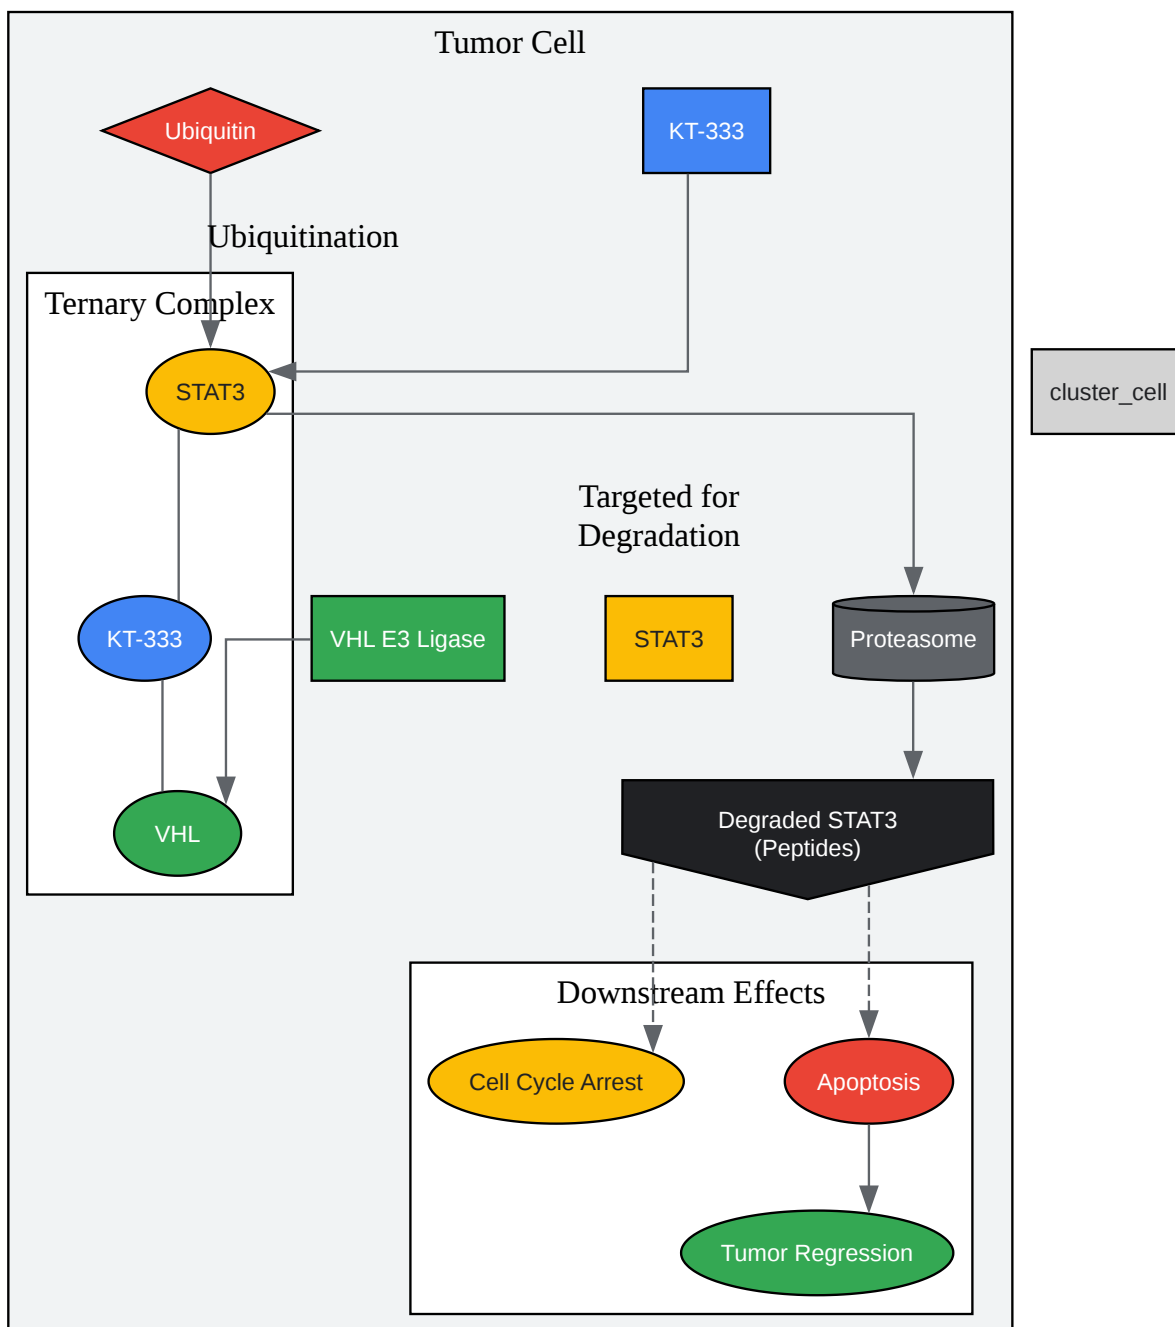 Tumor Cell
Ubiquitin
KT-333
Ubiquitination
Ternary Complex
STAT3
cluster_cell
Targeted for
Degradation
KT-333
VHL E3 Ligase
STAT3
Proteasome
VHL
Degraded STAT3
(Peptides)
Downstream Effects
Cell Cycle Arrest
Apoptosis
Tumor Regression